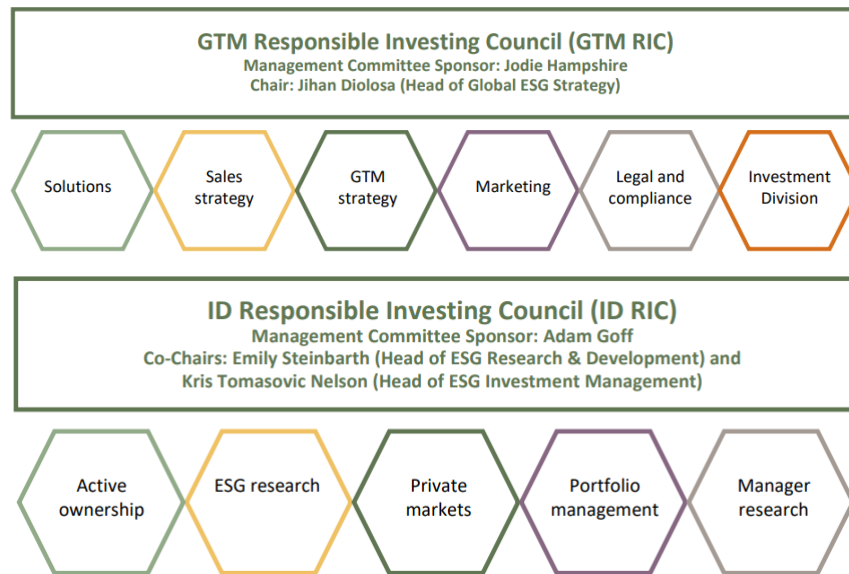 GTM Responsible Investing Council (GTM RIC)
Management Committee Sponsor: Jodie Hampshire
Chair: Jihan Diolosa (Head of Global ESG Strategy)
Solutions
Sales
strategy
GTM
strategy
Marketing
Legal and
compliance
Investment
Division
ID Responsible Investing Council (ID RIC)
Management Committee Sponsor: Adam Goff
Co-Chairs: Emily Steinbarth (Head of ESG Research & Development) and
Kris Tomasovic Nelson (Head of ESG Investment Management)
Active
ownership
ESG research
Private
markets
Portfolio
management
Manager
research